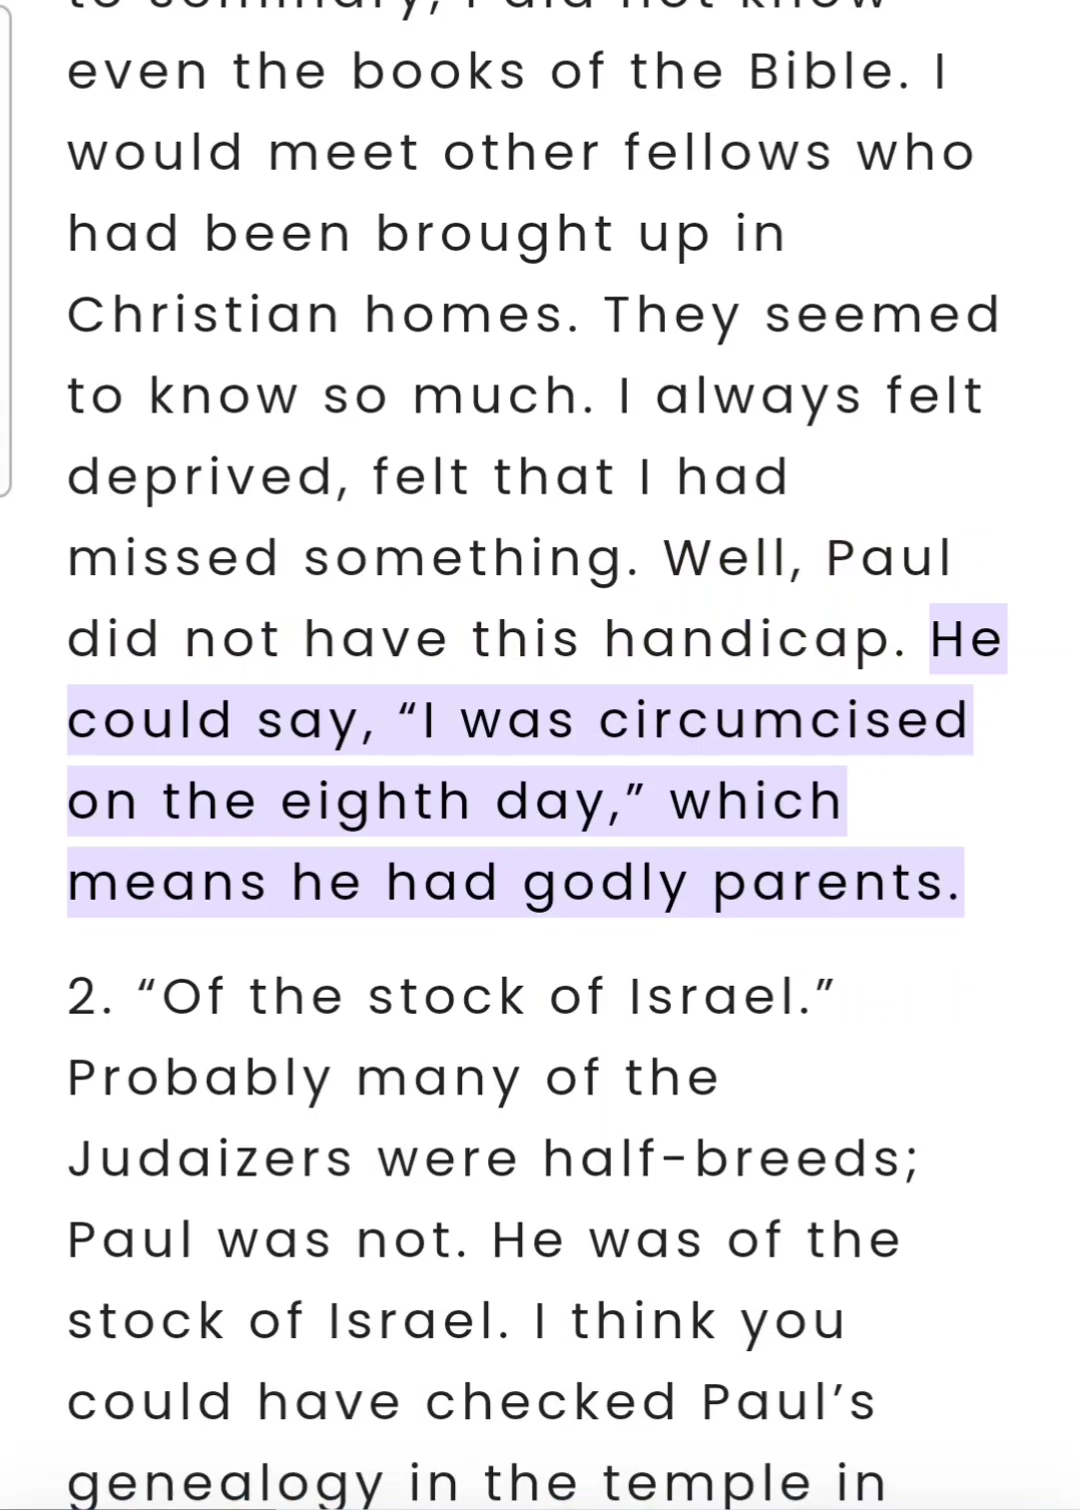 even the books of the Bible. I
would meet other fellows who
had been brought up in
Christian homes. They seemed
to know so much. I always felt
deprived, felt that I had
missed something. Well, Paul
did not have this handicap. He
could say, “I was circumcised
on the eighth day,” which
means he had godly parents.
2. “Of the stock of Israel.”
Probably many of the
Judaizers were half-breeds;
Paul was not. He was of the
stock of Israel. I think you
could have checked Paul’s
genealogy in the temple in